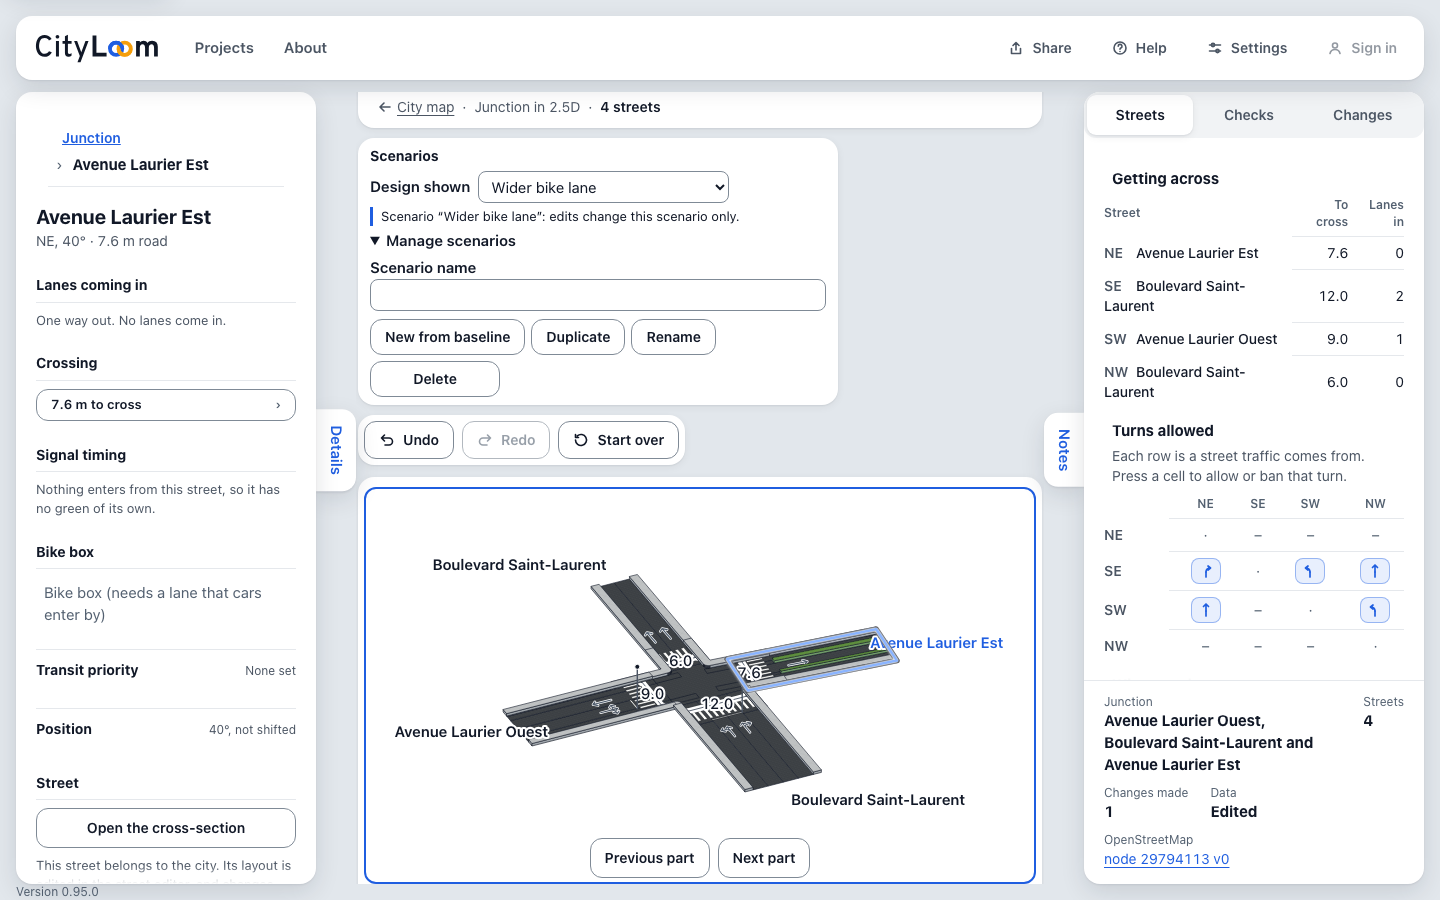 CityLoom
Projects
About
Share
Help
Settings
Sign in
Junction
› Avenue Laurier Est
Avenue Laurier Est
NE, 40° · 7.6 m road
Lanes coming in
One way out. No lanes come in.
Crossing
7.6 m to cross ›
Signal timing
Nothing enters from this street, so it has
no green of its own.
Bike box
Bike box (needs a lane that cars
enter by)
Transit priority None set
Position 40°, not shifted
Street
Open the cross-section
This street belongs to the city. Its layout is
Version 0.95.0
Details
← City map · Junction in 2.5D · 4 streets
Scenarios
Design shown Wider bike lane
Scenario “Wider bike lane”: edits change this scenario only.
▼ Manage scenarios
Scenario name
New from baseline
Duplicate
Rename
Delete
Undo
Redo
Start over
Boulevard Saint-Laurent
Avenue Laurier Est
6.0
7.6
9.0
12.0
Avenue Laurier Ouest
Boulevard Saint-Laurent
Previous part
Next part
Notes
Streets
Checks
Changes
Getting across
Street To cross Lanes in
NE Avenue Laurier Est 7.6 0
SE Boulevard Saint-
Laurent 12.0 2
SW Avenue Laurier Ouest 9.0 1
NW Boulevard Saint-
Laurent 6.0 0
Turns allowed
Each row is a street traffic comes from.
Press a cell to allow or ban that turn.
NE SE SW NW
NE · – – –
SE ·
SW – ·
NW – – – ·
Junction
Avenue Laurier Ouest,
Boulevard Saint-Laurent and
Avenue Laurier Est
Streets
4
Changes made
1
Data
Edited
OpenStreetMap
node 29794113 v0